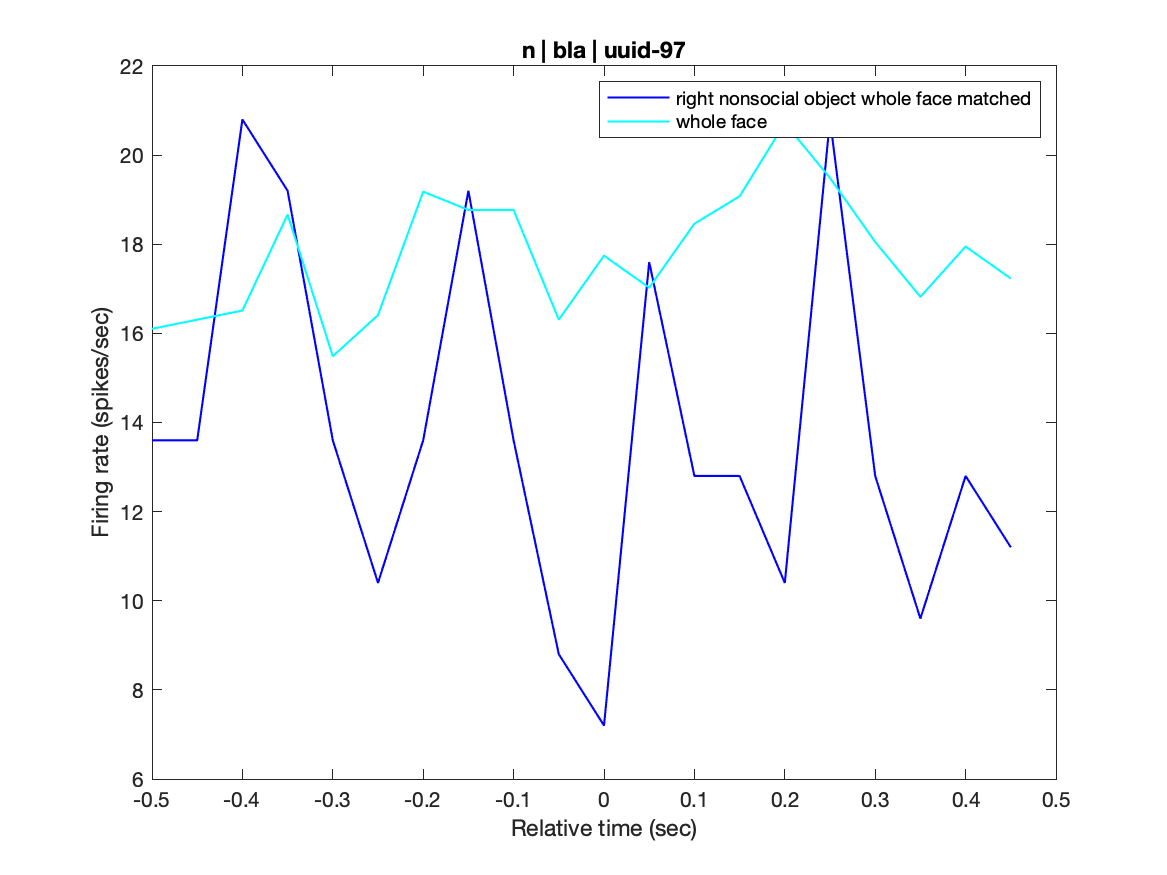 n | bla | uuid-97
22
20
18
16
14
12
10
8
6
Firing rate (spikes/sec)
right nonsocial object whole face matched
whole face
-0.5 -0.4 -0.3 -0.2 -0.1 0 0.1 0.2 0.3 0.4 0.5
Relative time (sec)